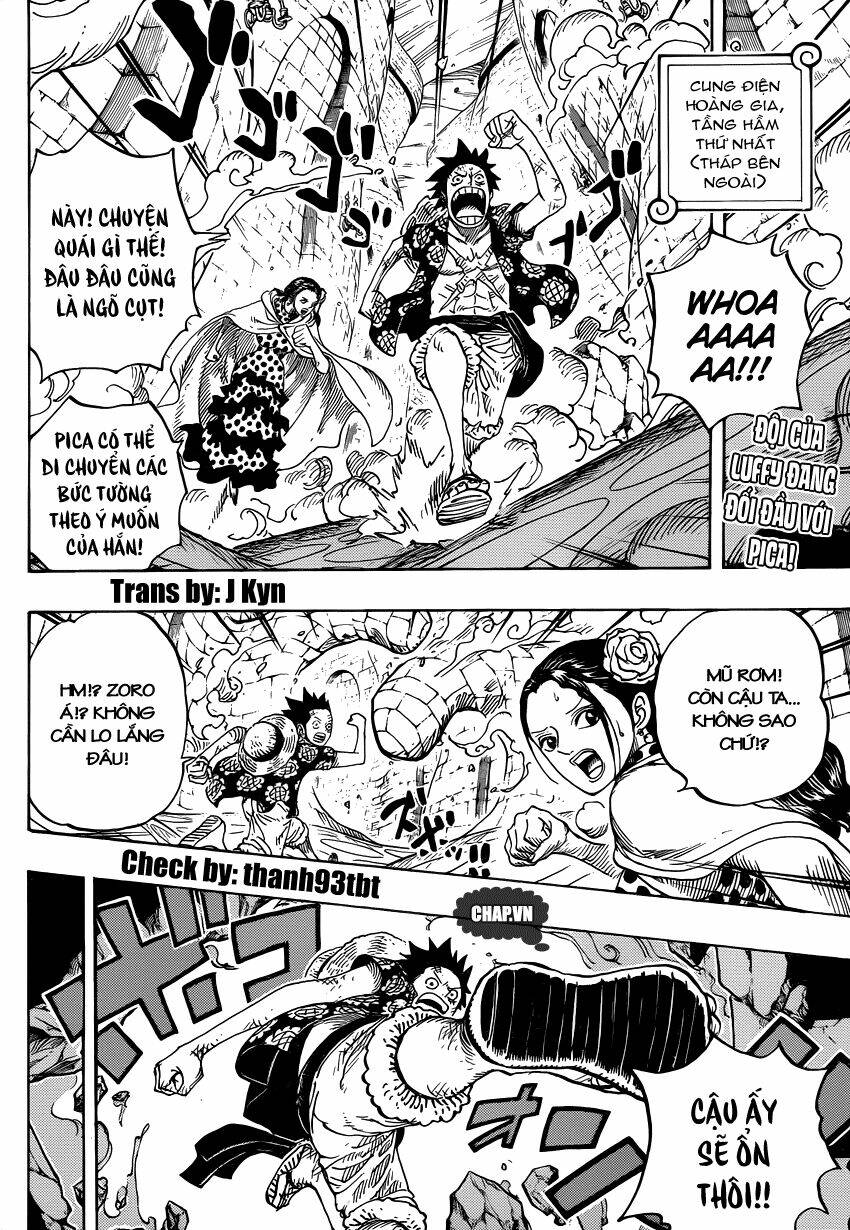 CUNG ĐIỆN
HOÀNG GIA,
TẦNG HẦM
THỨ NHẤT
(THÁP BÊN
NGOÀI)
WHOA
AAAA
AA!!!
ĐỘI CỦA
LUFFY ĐANG
ĐỐI ĐẦU VỚI
PICA!
NÀY! CHUYỆN
QUÁI GÌ THẾ!
ĐÂU ĐÂU CŨNG
LÀ NGÕ CỤT!
PICA CÓ THỂ
DI CHUYỂN CÁC
BỨC TƯỜNG
THEO Ý MUỐN
CỦA HẮN!
Trans by: J Kyn
MŨ RƠM!
CÒN CẬU TA...
KHÔNG SAO
CHỨ!?
HM!? ZORO
Á!? KHÔNG
CẦN LO LẮNG
ĐÂU!
Check by: thanh93tbt
CHAP.VN
CẬU ẤY
SẼ ỔN
THÔI!!